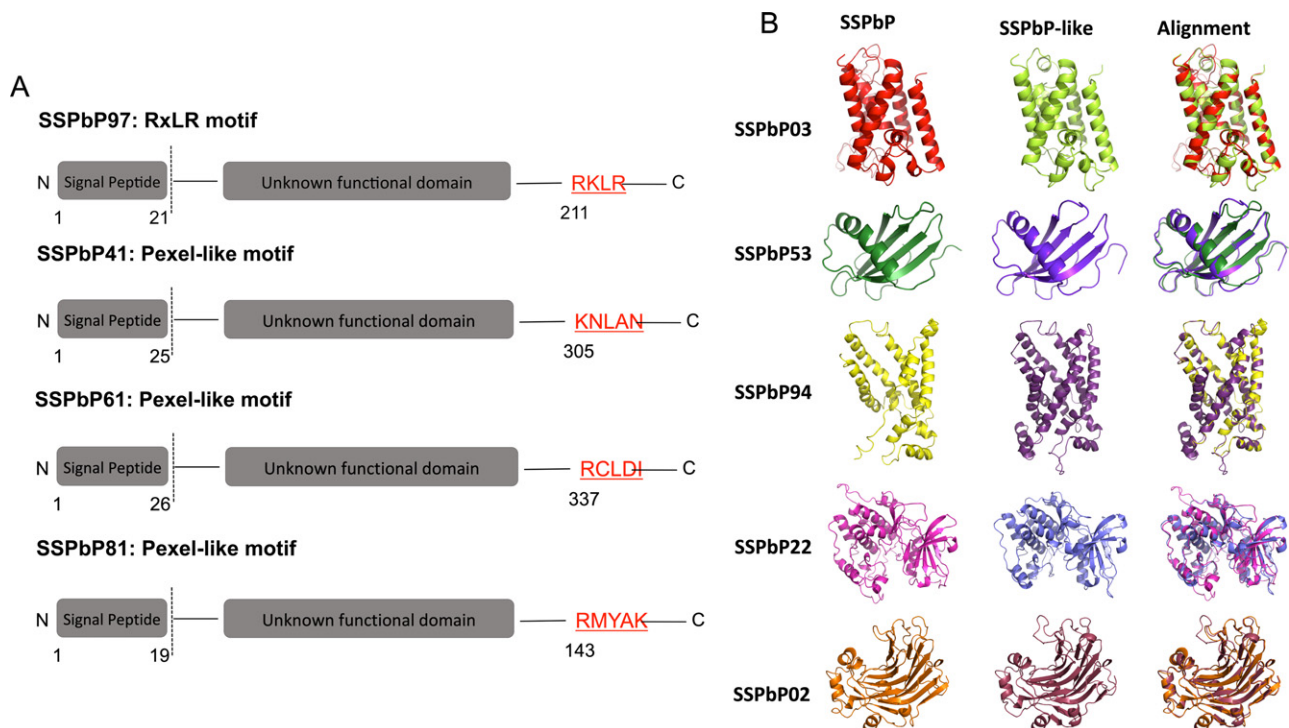 A
SSPbP97: RxLR motif
N Signal Peptide Unknown functional domain RKLR C
1 21 211
SSPbP41: Pexel-like motif
N Signal Peptide Unknown functional domain KNLAN C
1 25 305
SSPbP61: Pexel-like motif
N Signal Peptide Unknown functional domain RCLDI C
1 26 337
SSPbP81: Pexel-like motif
N Signal Peptide Unknown functional domain RMYAK C
1 19 143
B
SSPbP SSPbP-like Alignment
SSPbP03
SSPbP53
SSPbP94
SSPbP22
SSPbP02